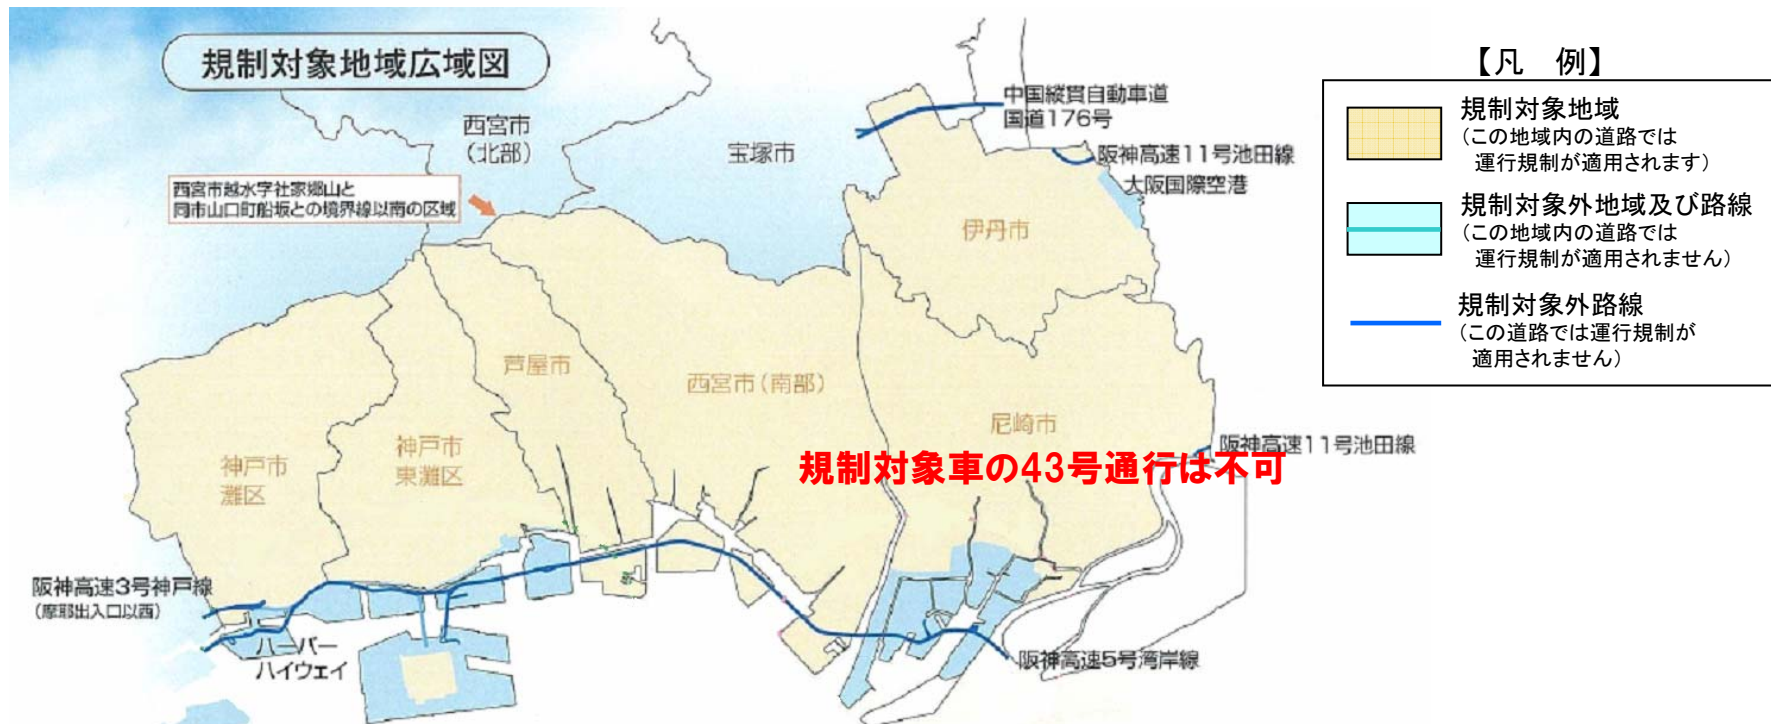 規制対象地域広域図
西宮市
(北部)
宝塚市
中国縦貫自動車道
国道176号
阪神高速11号池田線
大阪国際空港
西宮市越水字社家郷山と
同市山口町船坂との境界線以南の区域
伊丹市
芦屋市
西宮市(南部)
尼崎市
神戸市
東灘区
神戸市
灘区
規制対象車の43号通行は不可
阪神高速11号池田線
阪神高速3号神戸線
(摩耶出入口以西)
ハーバー
ハイウェイ
阪神高速5号湾岸線
【凡 例】
規制対象地域
(この地域内の道路では
運行規制が適用されます)
規制対象外地域及び路線
(この地域内の道路では
運行規制が適用されません)
規制対象外路線
(この道路では運行規制が
適用されません)